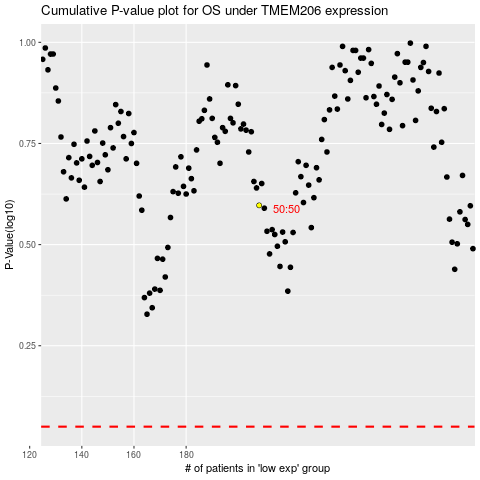 Cumulative P-value plot for OS under TMEM206 expression
P-Value(log10)
1.00
0.75
0.50
0.25
50:50
120 140 160 180
# of patients in 'low exp' group